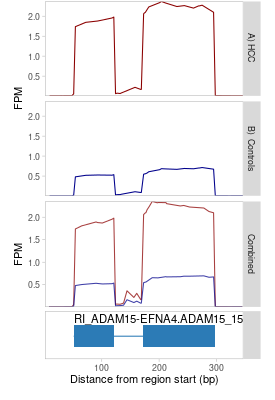 2.0
1.5
1.0
0.5
FPM
A) HCC
2.0
1.5
1.0
0.5
B) Controls
2.0
1.5
1.0
0.5
FPM
Combined
RI_ADAM15-EFNA4.ADAM15_15
100
200
300
Distance from region start (bp)